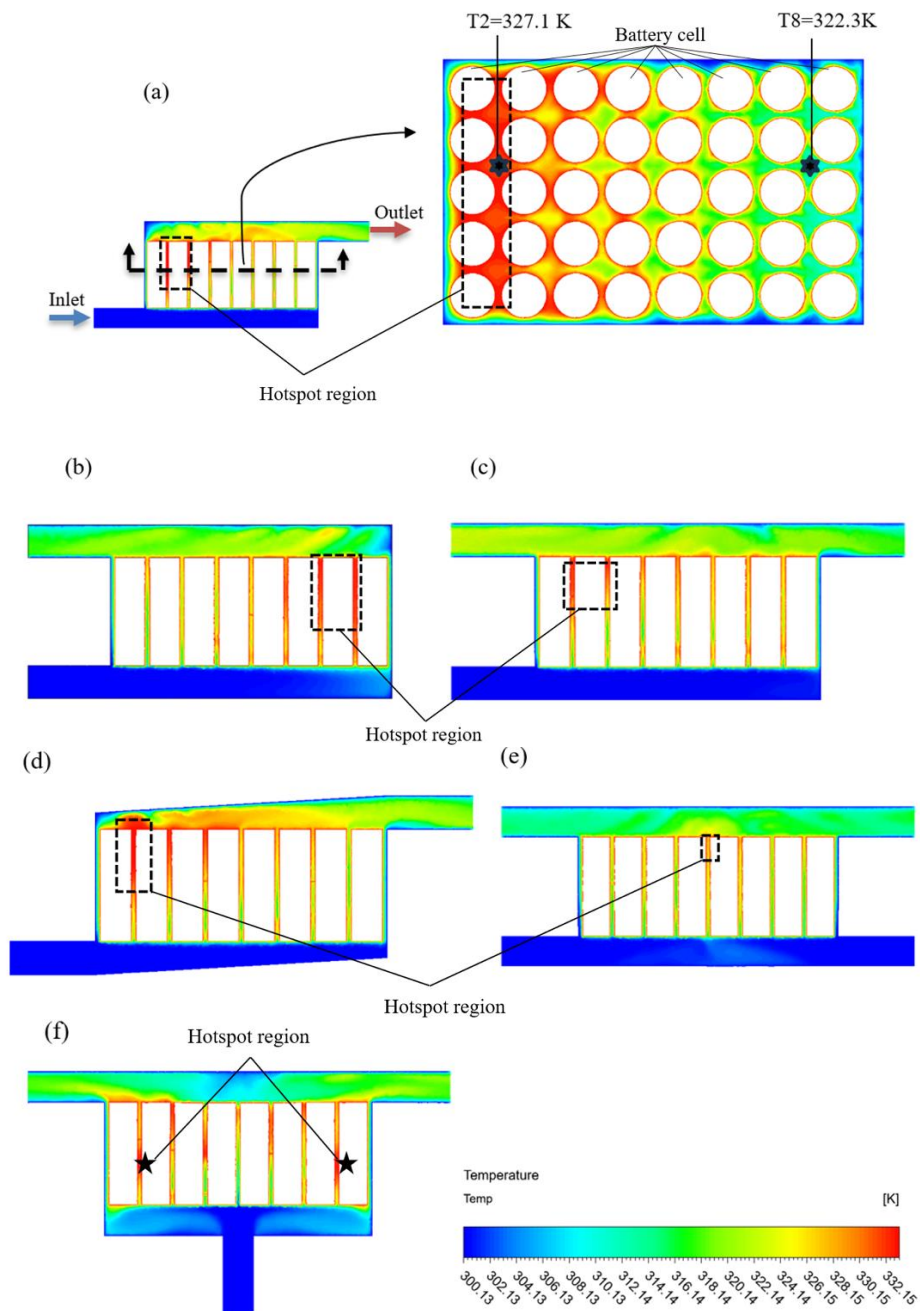 T2=327.1 K
T8=322.3K
Battery cell
(a)
Outlet
Inlet
Hotspot region
(b)
(c)
Hotspot region
(d)
(e)
Hotspot region
(f)
Hotspot region
Temperature
Temp
[K]
300.13
302.13
304.13
306.13
308.13
310.13
312.14
314.14
316.14
318.14
320.14
322.14
324.14
326.15
328.15
330.15
332.15